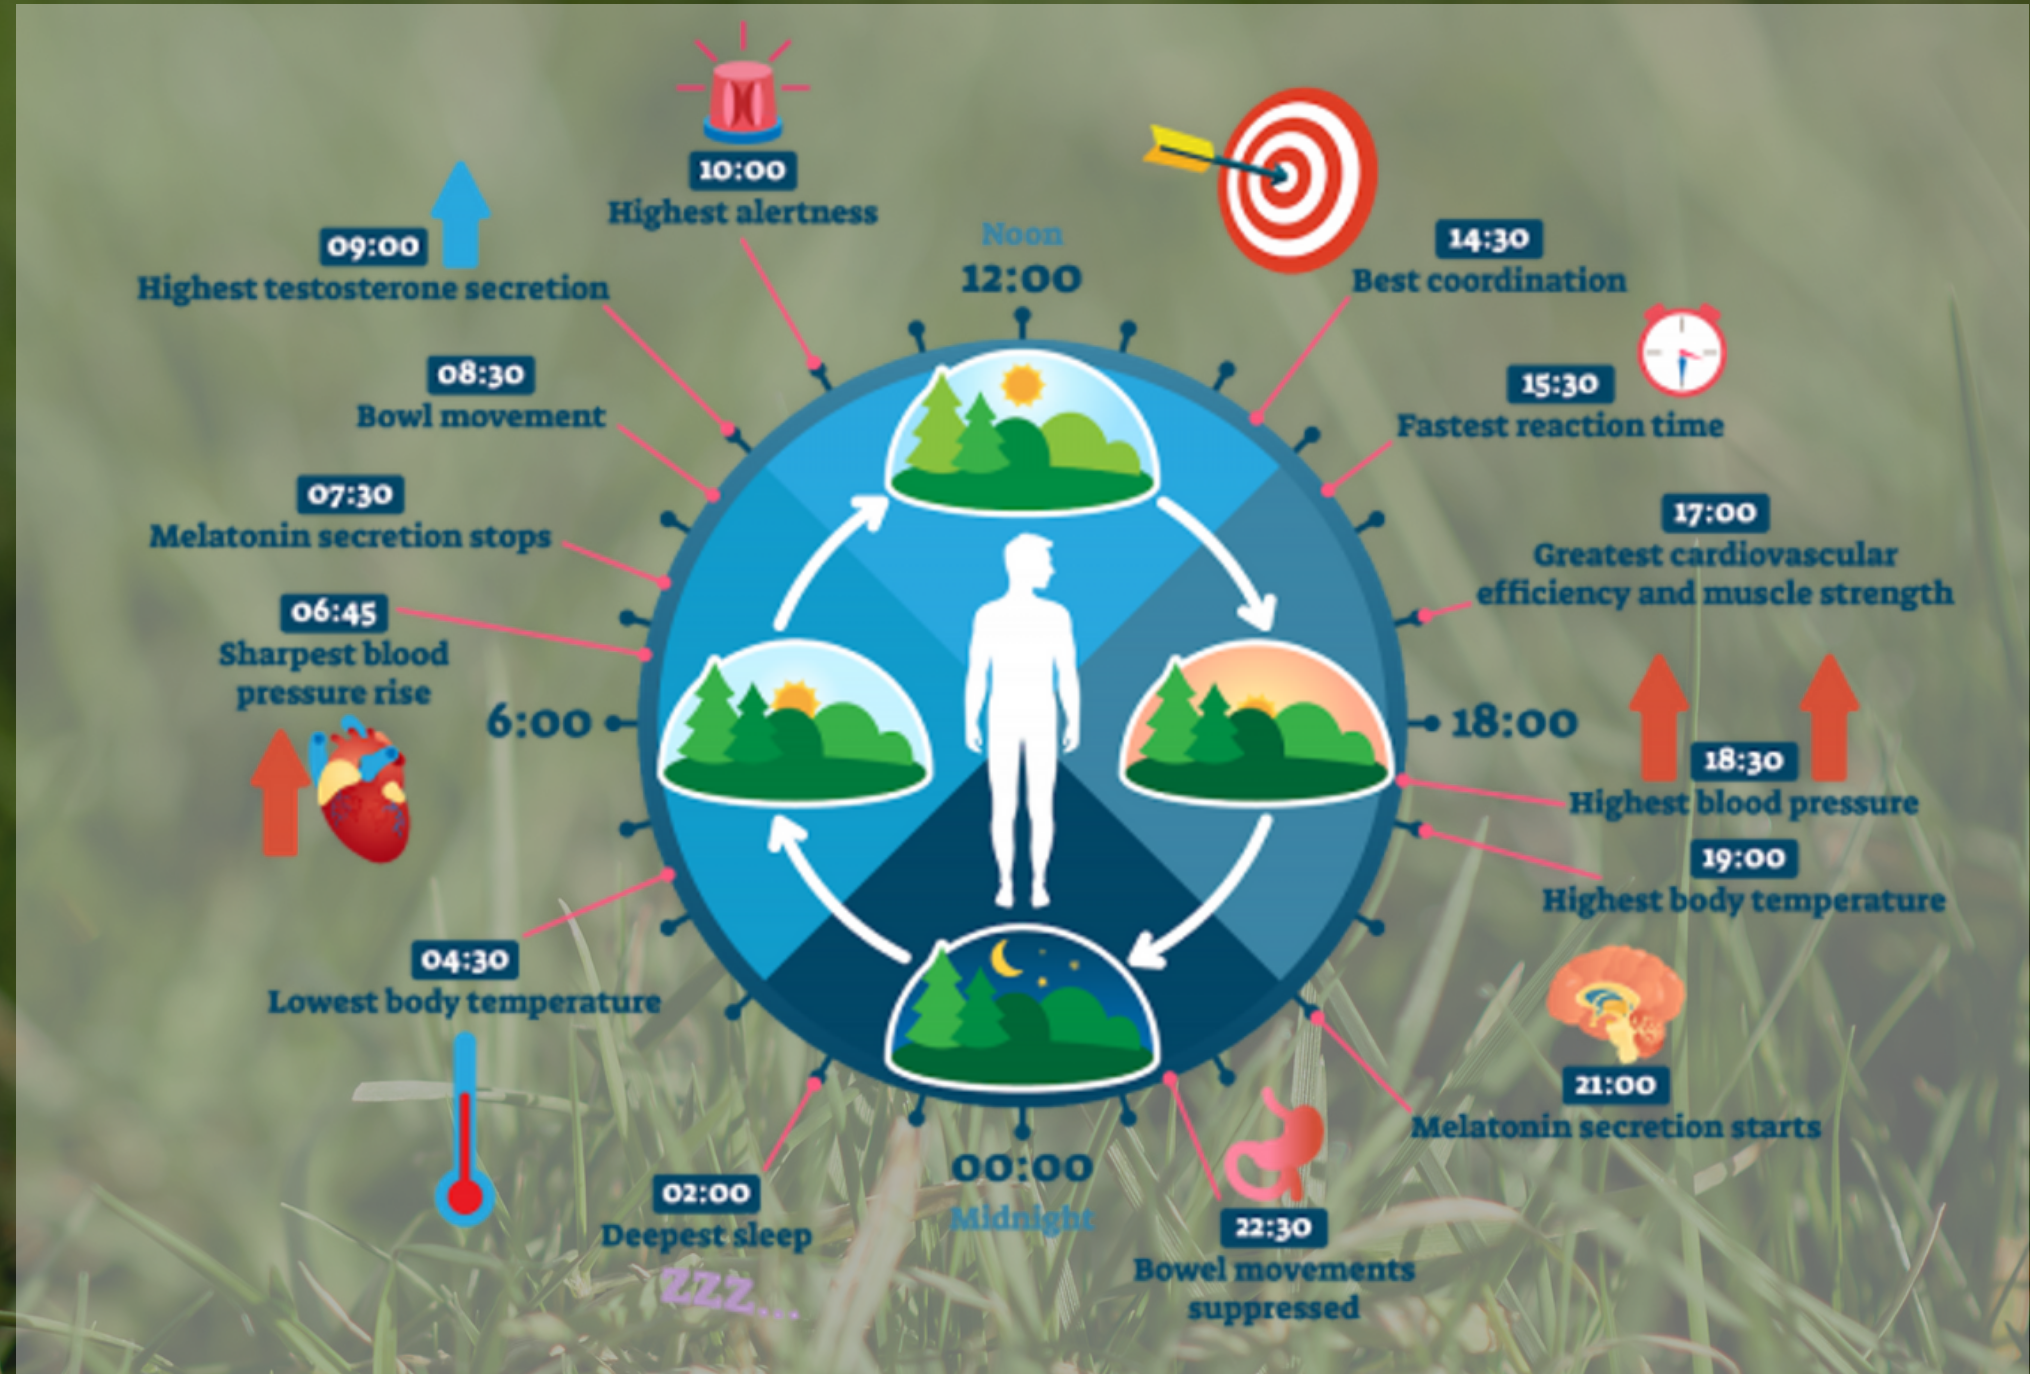 10:00
Highest alertness
09:00
Highest testosterone secretion
08:30
Bowl movement
07:30
Melatonin secretion stops
06:45
Sharpest blood
pressure rise
6:00
04:30
Lowest body temperature
02:00
Deepest sleep
ZZZ...
Noon
12:00
14:30
Best coordination
15:30
Fastest reaction time
17:00
Greatest cardiovascular
efficiency and muscle strength
18:00
18:30
Highest blood pressure
19:00
Highest body temperature
21:00
Melatonin secretion starts
22:30
Bowel movements
suppressed
00:00
Midnight